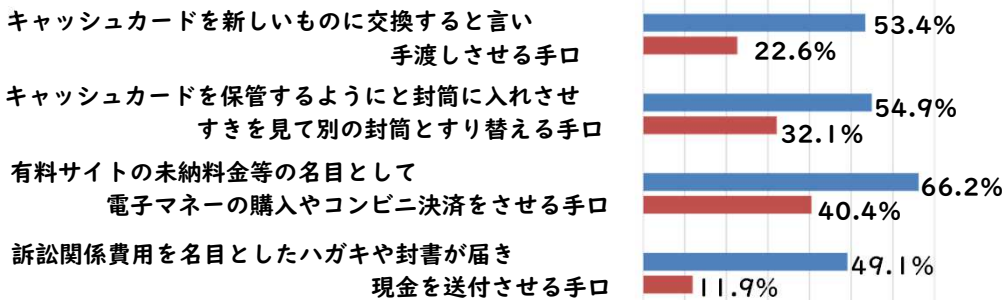 キャッシュカードを新しいものに交換すると言い
手渡しさせる手口
53.4%
22.6%
キャッシュカードを保管するようにと封筒に入れさせ
すきを見て別の封筒とすり替える手口
54.9%
32.1%
有料サイトの未納料金等の名目として
電子マネーの購入やコンビニ決済をさせる手口
66.2%
40.4%
訴訟関係費用を名目としたハガキや封書が届き
現金を送付させる手口
49.1%
11.9%